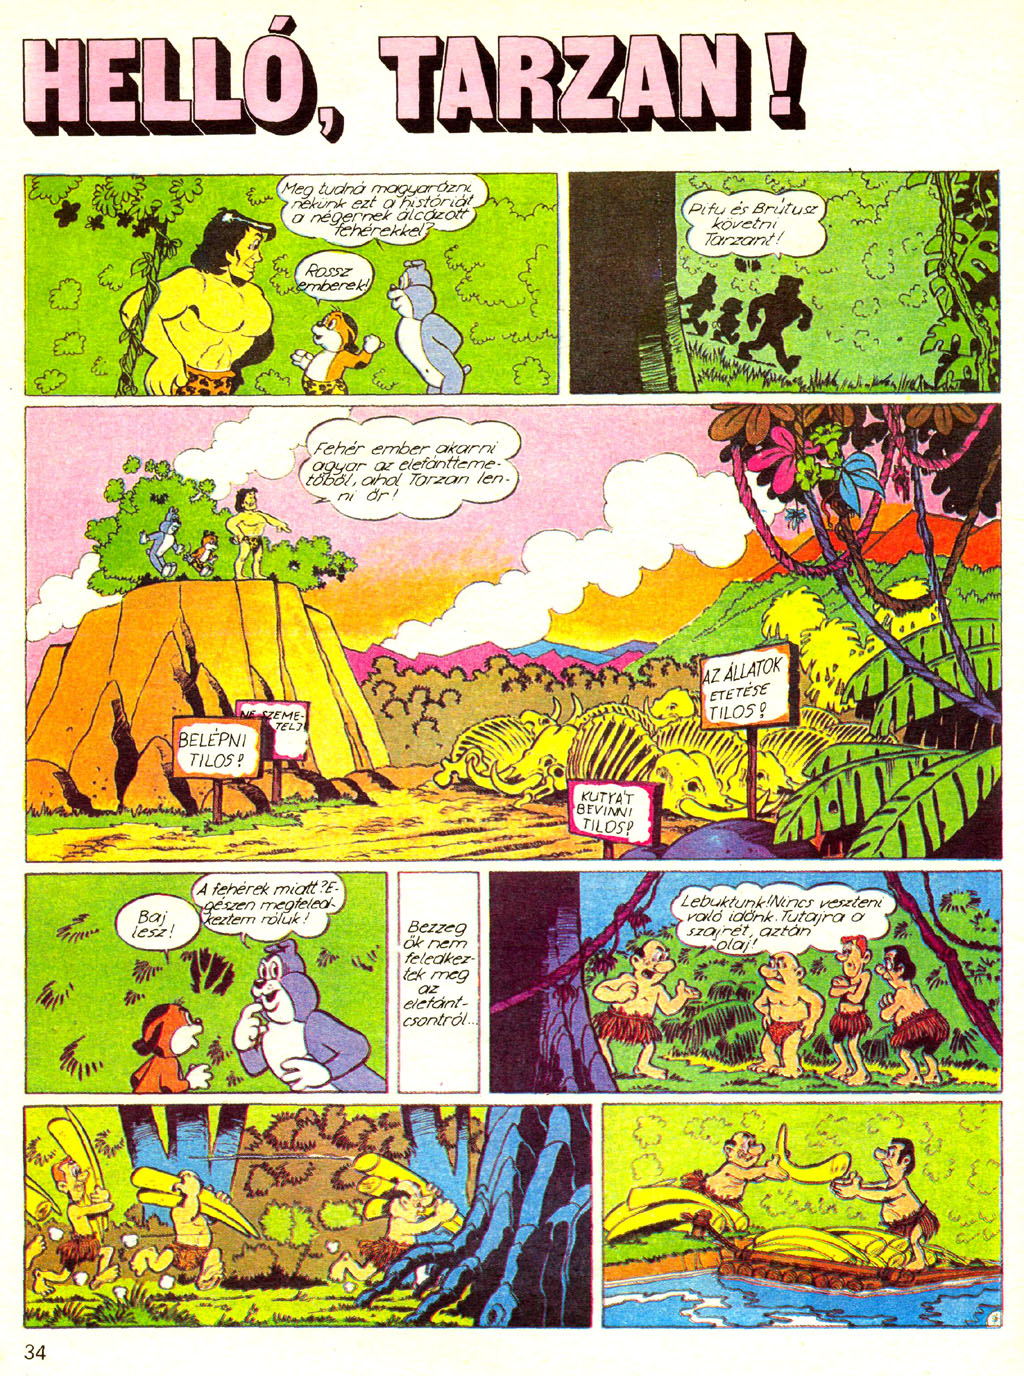 HELLÓ, TARZAN!
Meg tudná magyarázni
nekünk ezt a históriát
a négernek álcázott
fehérekkel?
Rossz
emberek!
Pifu és Brútusz
követni
Tarzant!
Fehér ember akarni
agyar az elefántteme-
tőből, ahol Tarzan len-
ni őr!
NE SZEME-
TELJ
BELÉPNI
TILOS!
AZ ÁLLATOK
ETETÉSE
TILOS!
KUTYÁT
BEVINNI
TILOS!
Baj
lesz!
A fehérek miatt? E-
gészen megfeled-
keztem róluk!
Bezzeg
ők nem
feledkez-
tek meg
az
elefánt-
csontról...
Lebuktunk! Nincs veszteni
való időnk. Tutajra a
szajrét, aztán
olaj!
34